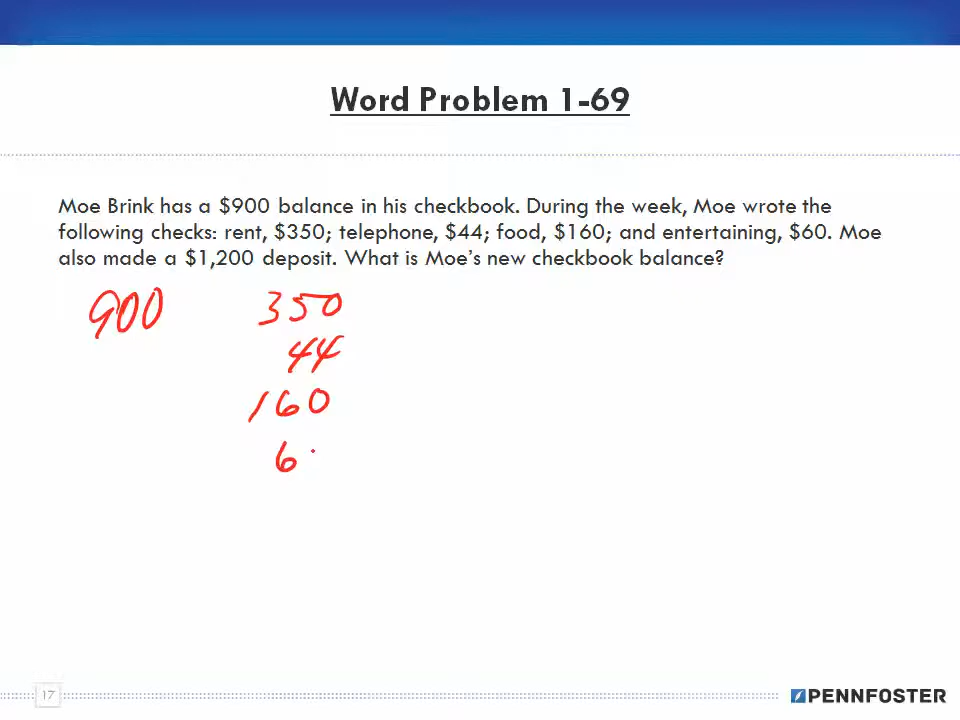 Word Problem 1-69
Moe Brink has a $900 balance in his checkbook. During the week, Moe wrote the
following checks: rent, $350; telephone, $44; food, $160; and entertaining, $60. Moe
also made a $1,200 deposit. What is Moe's new checkbook balance?
900 350
44
160
6
17 PENNFOSTER